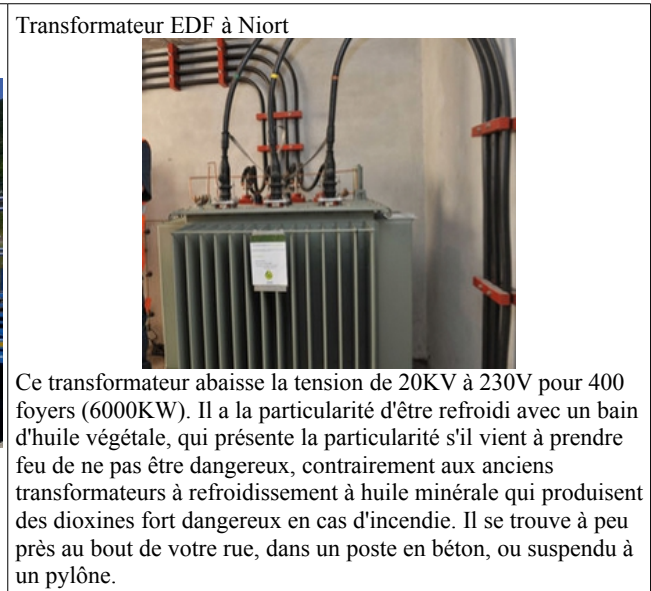 Transformateur EDF à Niort
Ce transformateur abaisse la tension de 20KV à 230V pour 400
foyers (6000KW). Il a la particularité d'être refroidi avec un bain
d'huile végétale, qui présente la particularité s'il vient à prendre
feu de ne pas être dangereux, contrairement aux anciens
transformateurs à refroidissement à huile minérale qui produisent
des dioxines fort dangereux en cas d'incendie. Il se trouve à peu
près au bout de votre rue, dans un poste en béton, ou suspendu à
un pylône.